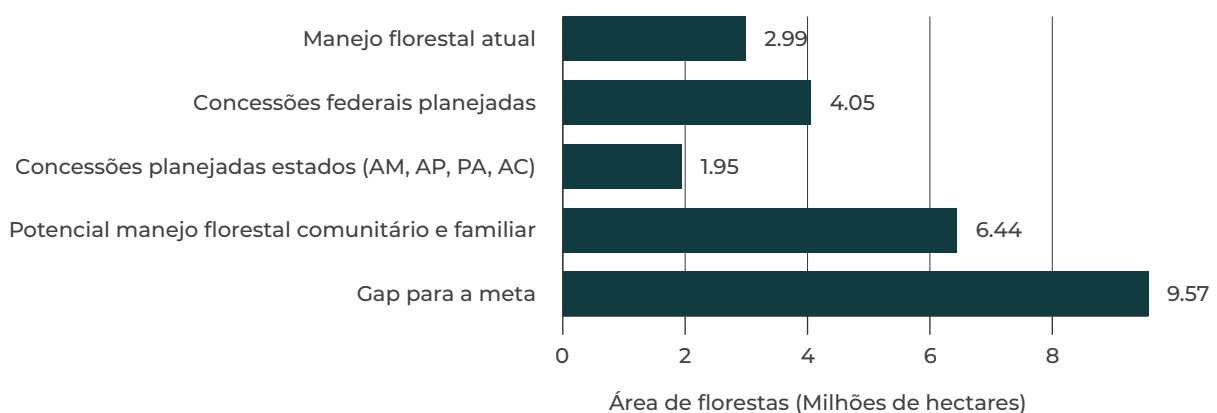 Manejo florestal atual
2.99
Concessões federais planejadas
4.05
Concessões planejadas estados (AM, AP, PA, AC)
1.95
Potencial manejo florestal comunitário e familiar
6.44
Gap para a meta
9.57
0 2 4 6 8
Área de florestas (Milhões de hectares)